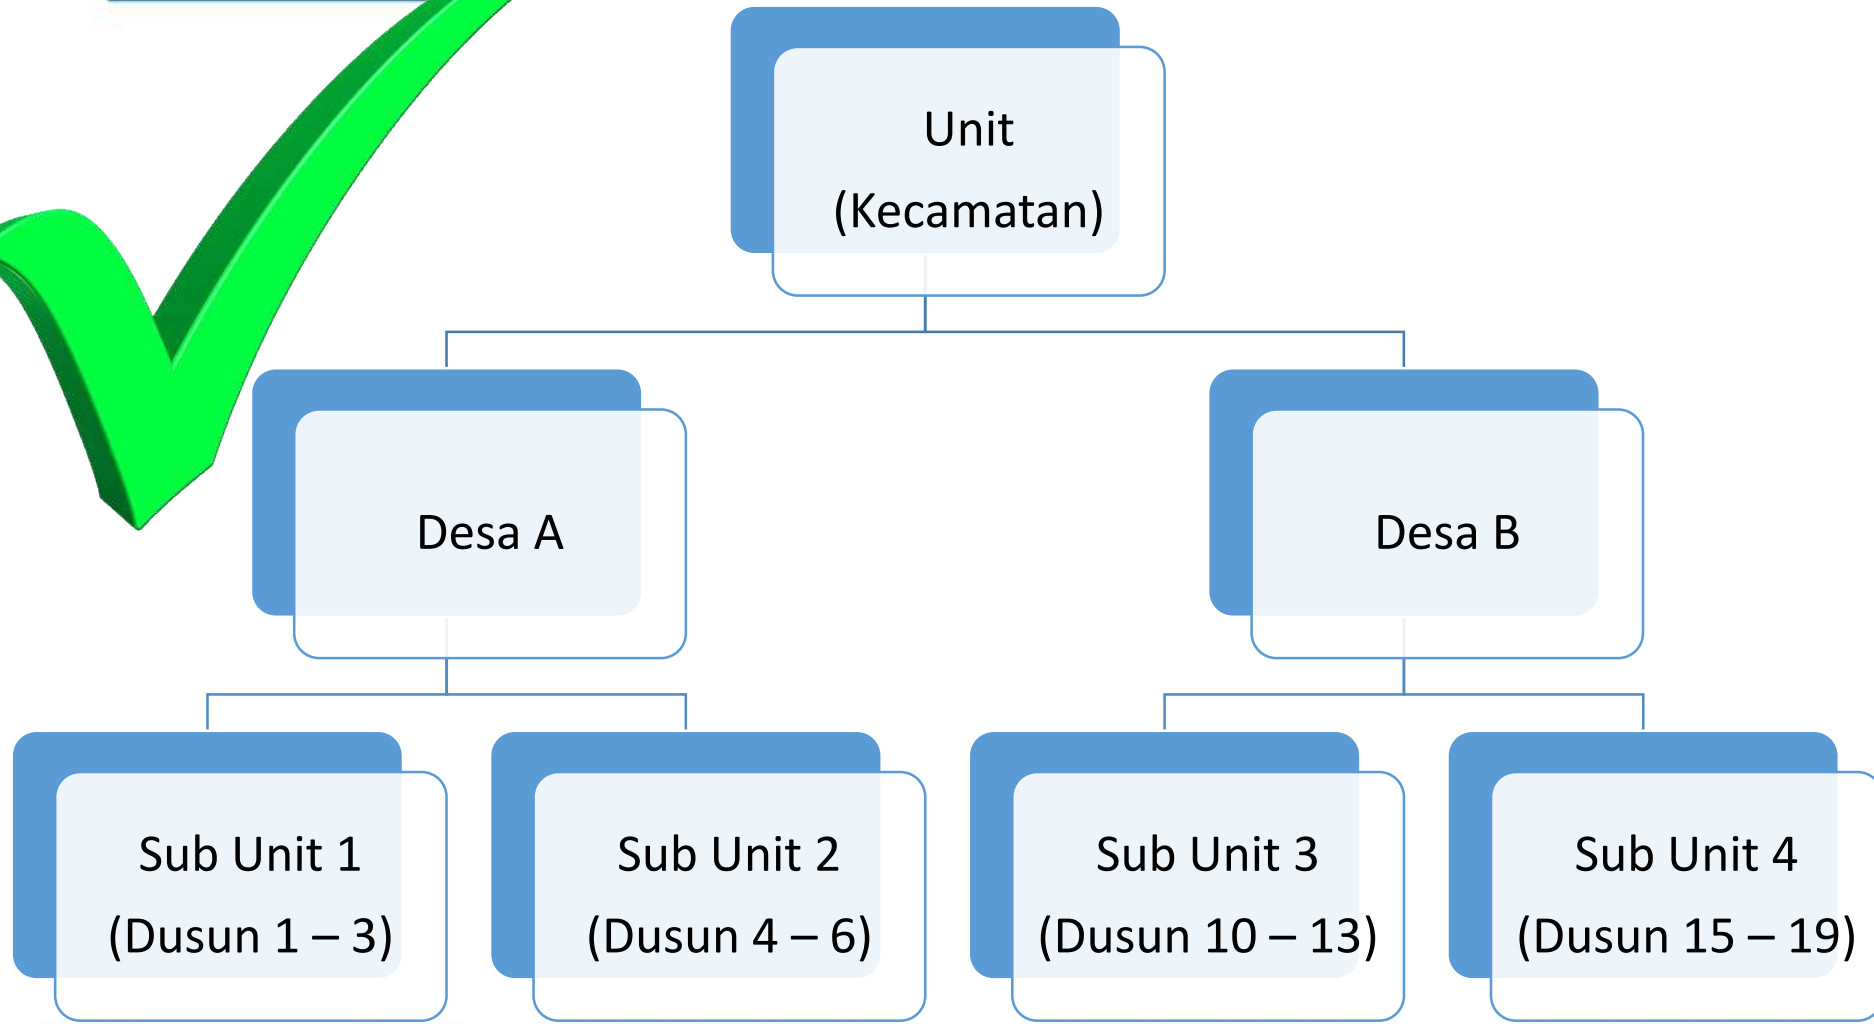 Unit
(Kecamatan)
Desa A
Desa B
Sub Unit 1
(Dusun 1 – 3)
Sub Unit 2
(Dusun 4 – 6)
Sub Unit 3
(Dusun 10 – 13)
Sub Unit 4
(Dusun 15 – 19)